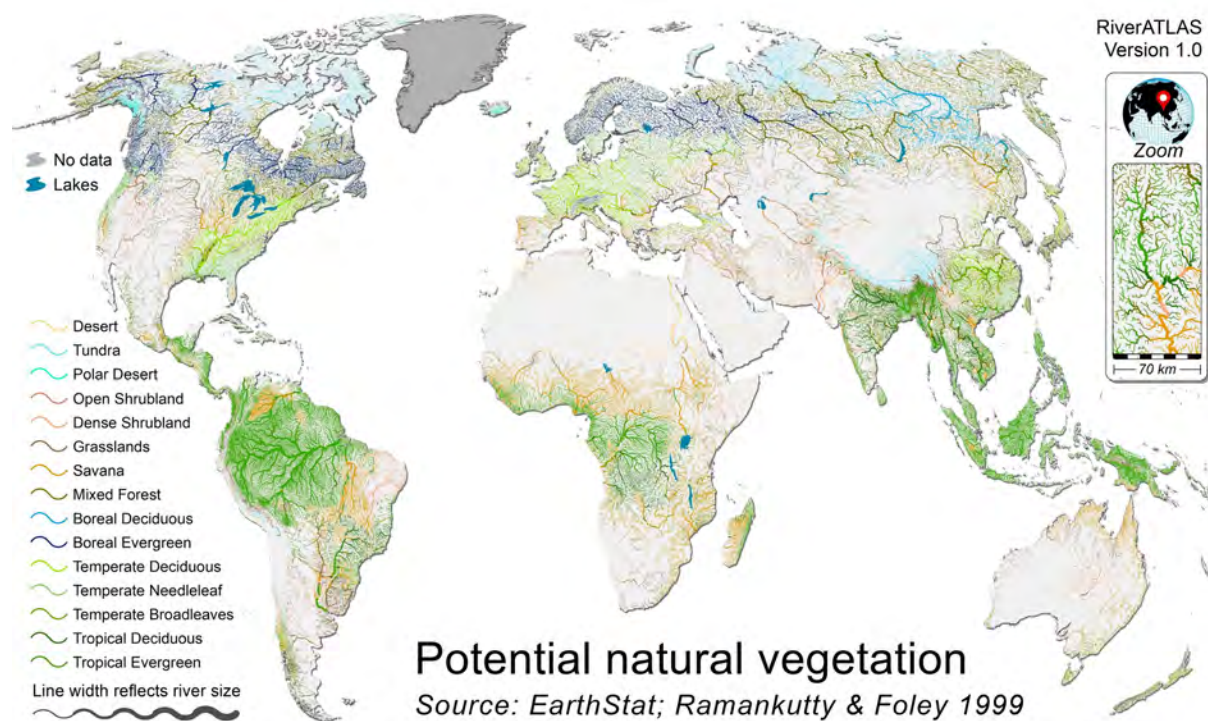 RiverATLAS
Version 1.0
Zoom
70 km
No data
Lakes
Desert
Tundra
Polar Desert
Open Shrubland
Dense Shrubland
Grasslands
Savana
Mixed Forest
Boreal Deciduous
Boreal Evergreen
Temperate Deciduous
Temperate Needleleaf
Temperate Broadleaves
Tropical Deciduous
Tropical Evergreen
Line width reflects river size
Potential natural vegetation
Source: EarthStat; Ramankutty & Foley 1999